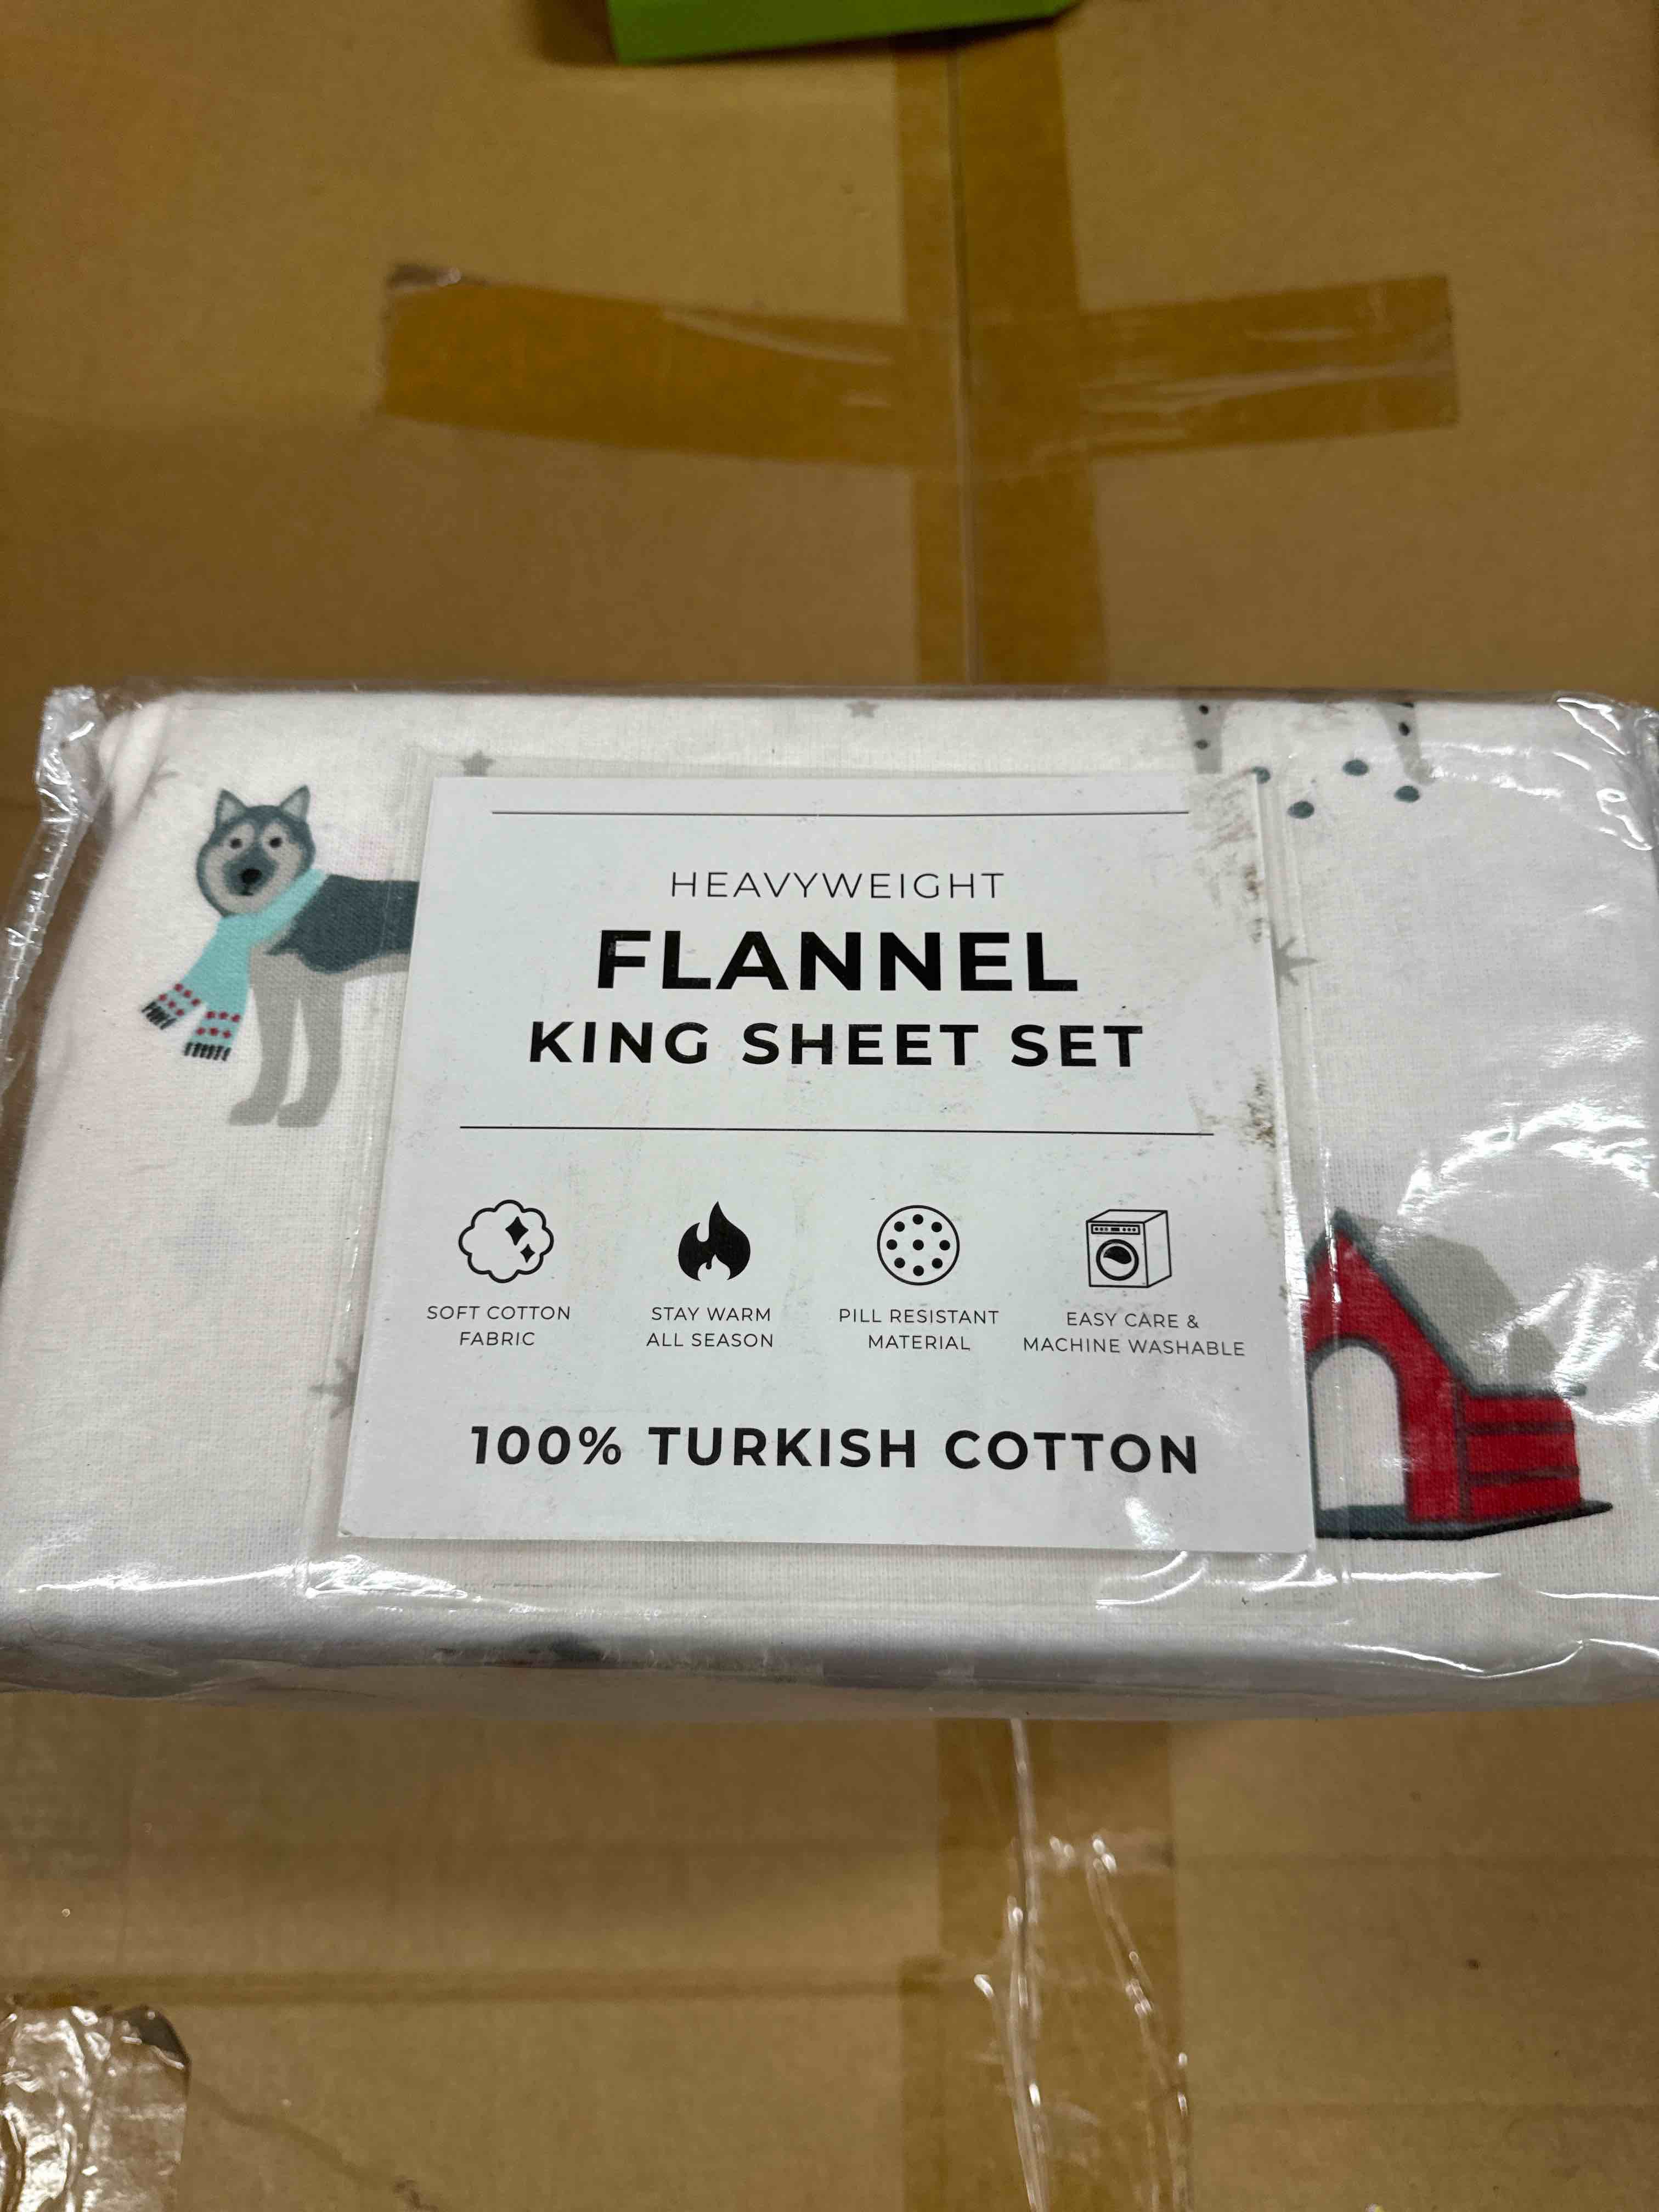 HEAVYWEIGHT
FLANNEL
KING SHEET SET
SOFT COTTON
FABRIC
STAY WARM
ALL SEASON
PILL RESISTANT
MATERIAL
EASY CARE &
MACHINE WASHABLE
100% TURKISH COTTON